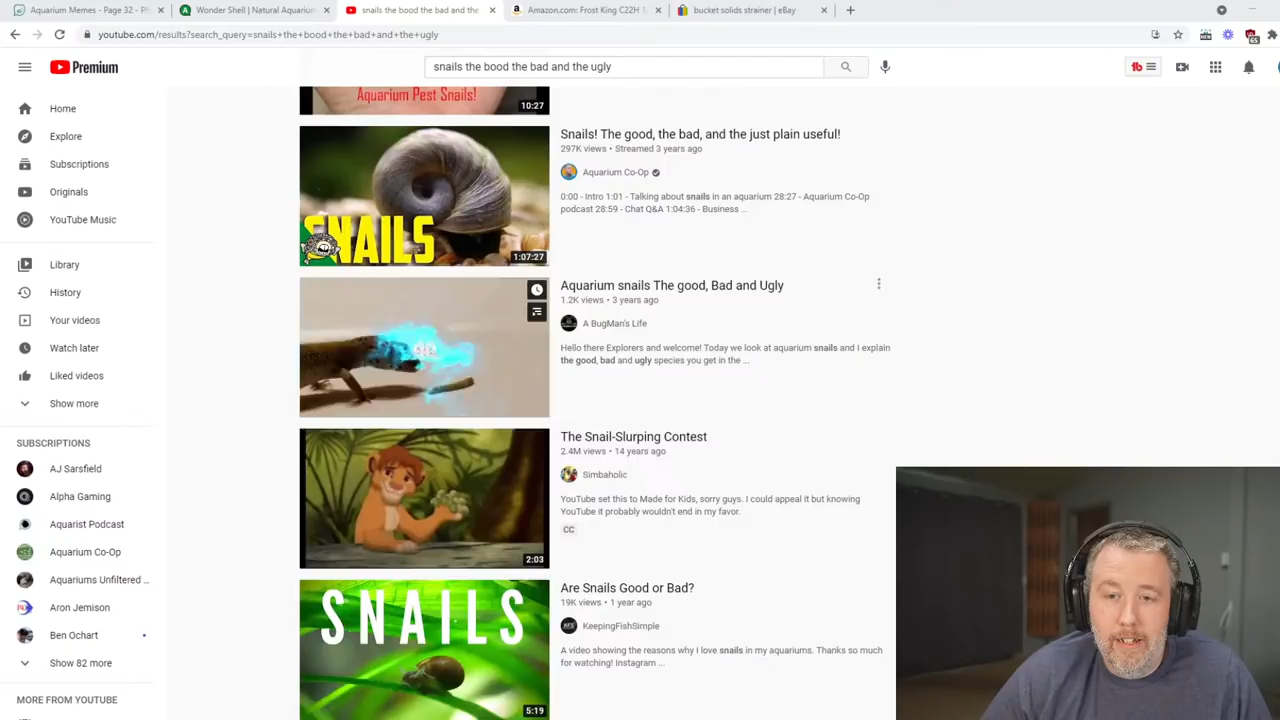 Aquarium Memes - Page 32 - Ph
Wonder Shell | Natural Aquarium
snails the bood the bad and the
Amazon.com: Frost King C22H
bucket solids strainer | eBay
youtube.com/results?search_query=snails+the+bood+the+bad+and+the+ugly
Premium
snails the bood the bad and the ugly
Home
Explore
Subscriptions
Originals
YouTube Music
Library
History
Your videos
Watch later
Liked videos
Show more
SUBSCRIPTIONS
AJ Sarsfield
Alpha Gaming
Aquarist Podcast
Aquarium Co-Op
Aquariums Unfiltered ...
Aron Jemison
Ben Ochart
Show 82 more
MORE FROM YOUTUBE
Aquarium Pest Snails!
10:27
SNAILS
1:07:27
Snails! The good, the bad, and the just plain useful!
297K views • Streamed 3 years ago
Aquarium Co-Op
0:00 - Intro 1:01 - Talking about snails in an aquarium 28:27 - Aquarium Co-Op
podcast 28:59 - Chat Q&A 1:04:36 - Business ...
Aquarium snails The good, Bad and Ugly
1.2K views • 3 years ago
A BugMan's Life
Hello there Explorers and welcome! Today we look at aquarium snails and I explain
the good, bad and ugly species you get in the ...
2:03
The Snail-Slurping Contest
2.4M views • 14 years ago
Simbaholic
YouTube set this to Made for Kids, sorry guys. I could appeal it but knowing
YouTube it probably wouldn't end in my favor.
CC
SNAILS
5:19
Are Snails Good or Bad?
19K views • 1 year ago
KeepingFishSimple
A video showing the reasons why I love snails in my aquariums. Thanks so much
for watching! Instagram ...